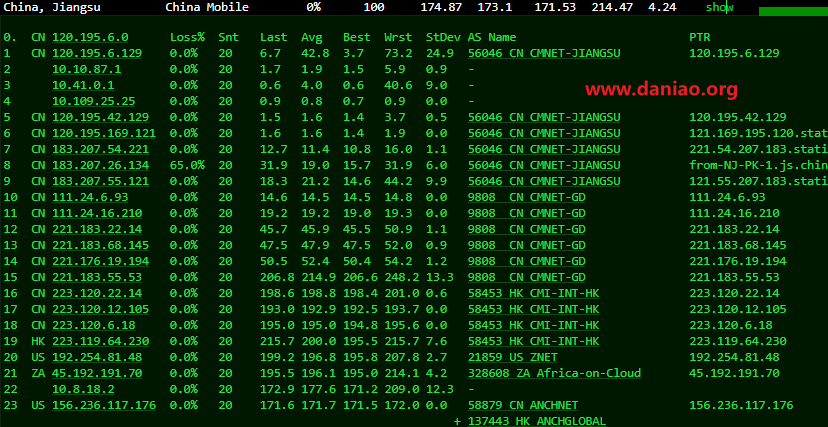 China, Jiangsu China Mobile 0% 100 174.87 173.1 171.53 214.47 4.24 show
0. CN 120.195.6.0 Loss% Snt Last Avg Best Wrst StDev AS Name PTR
1 CN 120.195.6.129 0.0% 20 6.7 42.8 3.7 73.2 24.9 56046 CN CMNET-JIANGSU 120.195.6.129
2 10.10.87.1 0.0% 20 1.7 1.9 1.5 5.9 0.9 -
3 10.41.0.1 0.0% 20 0.6 4.0 0.6 40.6 9.0 -
www.daniao.org
4 10.109.25.25 0.0% 20 0.9 0.8 0.7 0.9 0.0 -
5 CN 120.195.42.129 0.0% 20 1.5 1.6 1.4 3.7 0.5 56046 CN CMNET-JIANGSU 120.195.42.129
6 CN 120.195.169.121 0.0% 20 1.6 1.6 1.4 1.9 0.0 56046 CN CMNET-JIANGSU 121.169.195.120.stat
7 CN 183.207.54.221 0.0% 20 12.7 11.4 10.8 16.0 1.1 56046 CN CMNET-JIANGSU 221.54.207.183.stati
8 CN 183.207.26.134 65.0% 20 31.9 19.0 15.7 31.9 6.0 56046 CN CMNET-JIANGSU from-NJ-PK-1.js.chin
9 CN 183.207.55.121 0.0% 20 18.3 21.2 14.6 44.2 9.9 56046 CN CMNET-JIANGSU 121.55.207.183.stati
10 CN 111.24.6.93 0.0% 20 14.6 14.5 14.5 14.8 0.0 9808 CN CMNET-GD 111.24.6.93
11 CN 111.24.16.210 0.0% 20 19.2 19.2 19.0 19.3 0.0 9808 CN CMNET-GD 111.24.16.210
12 CN 221.183.22.14 0.0% 20 45.7 45.9 45.5 50.9 1.1 9808 CN CMNET-GD 221.183.22.14
13 CN 221.183.68.145 0.0% 20 47.5 47.9 47.5 52.0 0.9 9808 CN CMNET-GD 221.183.68.145
14 CN 221.176.19.194 0.0% 20 50.5 52.4 50.4 54.2 1.2 9808 CN CMNET-GD 221.176.19.194
15 CN 221.183.55.53 0.0% 20 206.8 214.9 206.6 248.2 13.3 9808 CN CMNET-GD 221.183.55.53
16 CN 223.120.22.14 0.0% 20 198.6 198.8 198.4 201.0 0.6 58453 HK CMI-INT-HK 223.120.22.14
17 CN 223.120.12.105 0.0% 20 193.0 192.9 192.5 193.7 0.0 58453 HK CMI-INT-HK 223.120.12.105
18 CN 223.120.6.18 0.0% 20 195.0 195.0 194.8 195.6 0.0 58453 HK CMI-INT-HK 223.120.6.18
19 HK 223.119.64.230 0.0% 20 215.7 200.0 195.5 215.7 7.6 58453 HK CMI-INT-HK 223.119.64.230
20 US 192.254.81.48 0.0% 20 199.2 196.8 195.8 207.8 2.7 21859 US ZNET 192.254.81.48
21 ZA 45.192.191.70 0.0% 20 195.5 196.1 195.0 214.1 4.2 328608 ZA Africa-on-Cloud 45.192.191.70
22 10.8.18.2 0.0% 20 172.9 177.6 171.2 209.0 12.3 -
23 US 156.236.117.176 0.0% 20 171.6 171.7 171.5 172.0 0.0 58879 CN ANCHNET 156.236.117.176
+ 137443 HK ANCHGLOBAL